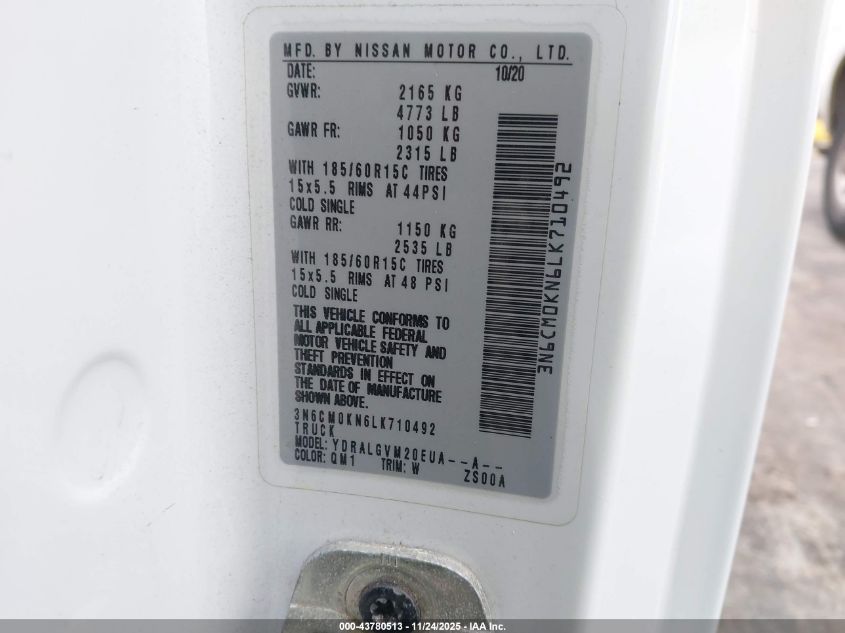 MFD. BY NISSAN MOTOR CO., LTD.
DATE: 10/20
GVWR: 2165 KG
4773 LB
GAWR FR: 1050 KG
2315 LB
WITH 185/60R15C TIRES
15x5.5 RIMS AT 44PSI
COLD SINGLE
GAWR RR: 1150 KG
2535 LB
WITH 185/60R15C TIRES
15x5.5 RIMS AT 48 PSI
COLD SINGLE
THIS VEHICLE CONFORMS TO
ALL APPLICABLE FEDERAL
MOTOR VEHICLE SAFETY AND
THEFT PREVENTION
STANDARDS IN EFFECT ON
THE DATE OF MANUFACTURE
SHOWN ABOVE.
3N6CM0KN6LK710492
TRUCK
MODEL: YDRALGVM20EUA--A--
COLOR: QM1 TRIM: W ZS00A
3N6CM0KN6LK710492
000-43780513 - 11/24/2025 - IAA Inc.